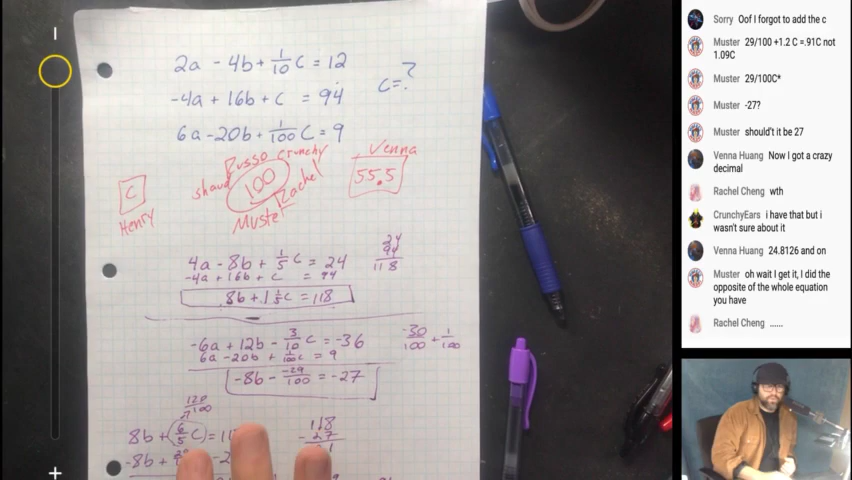 2a - 4b + 1/10 C = 12
C = ?
-4a + 16b + C = 94
6a - 20b + 1/100 C = 9
Russo Crunchy Venna
shaun 100 Rachel 55.5
C
Henry Muster
4a - 8b + 1/5 C = 24
-4a + 16b + C = 94
8b + 1 1/5 C = 118
24
94
118
-6a + 12b - 3/10 C = -36
6a - 20b + 1/100 C = 9
-8b - -29/100 = -27
-30/100 + 1/100
120/100
8b + 6/5 C = 11
-8b +
118
- 27
Sorry Oof I forgot to add the c
Muster 29/100 +1.2 C =.91C not
1.09C
Muster 29/100C*
Muster -27?
Muster should't it be 27
Venna Huang Now I got a crazy
decimal
Rachel Cheng wth
CrunchyEars i have that but i
wasn't sure about it
Venna Huang 24.8126 and on
Muster oh wait I get it, I did the
opposite of the whole equation
you have
Rachel Cheng ......